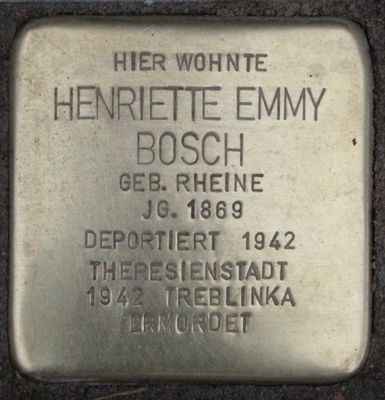 HIER WOHNTE
HENRIETTE EMMY
BOSCH
GEB. RHEINE
JG. 1869
DEPORTIERT 1942
THERESIENSTADT
1942 TREBLINKA
ERMORDET